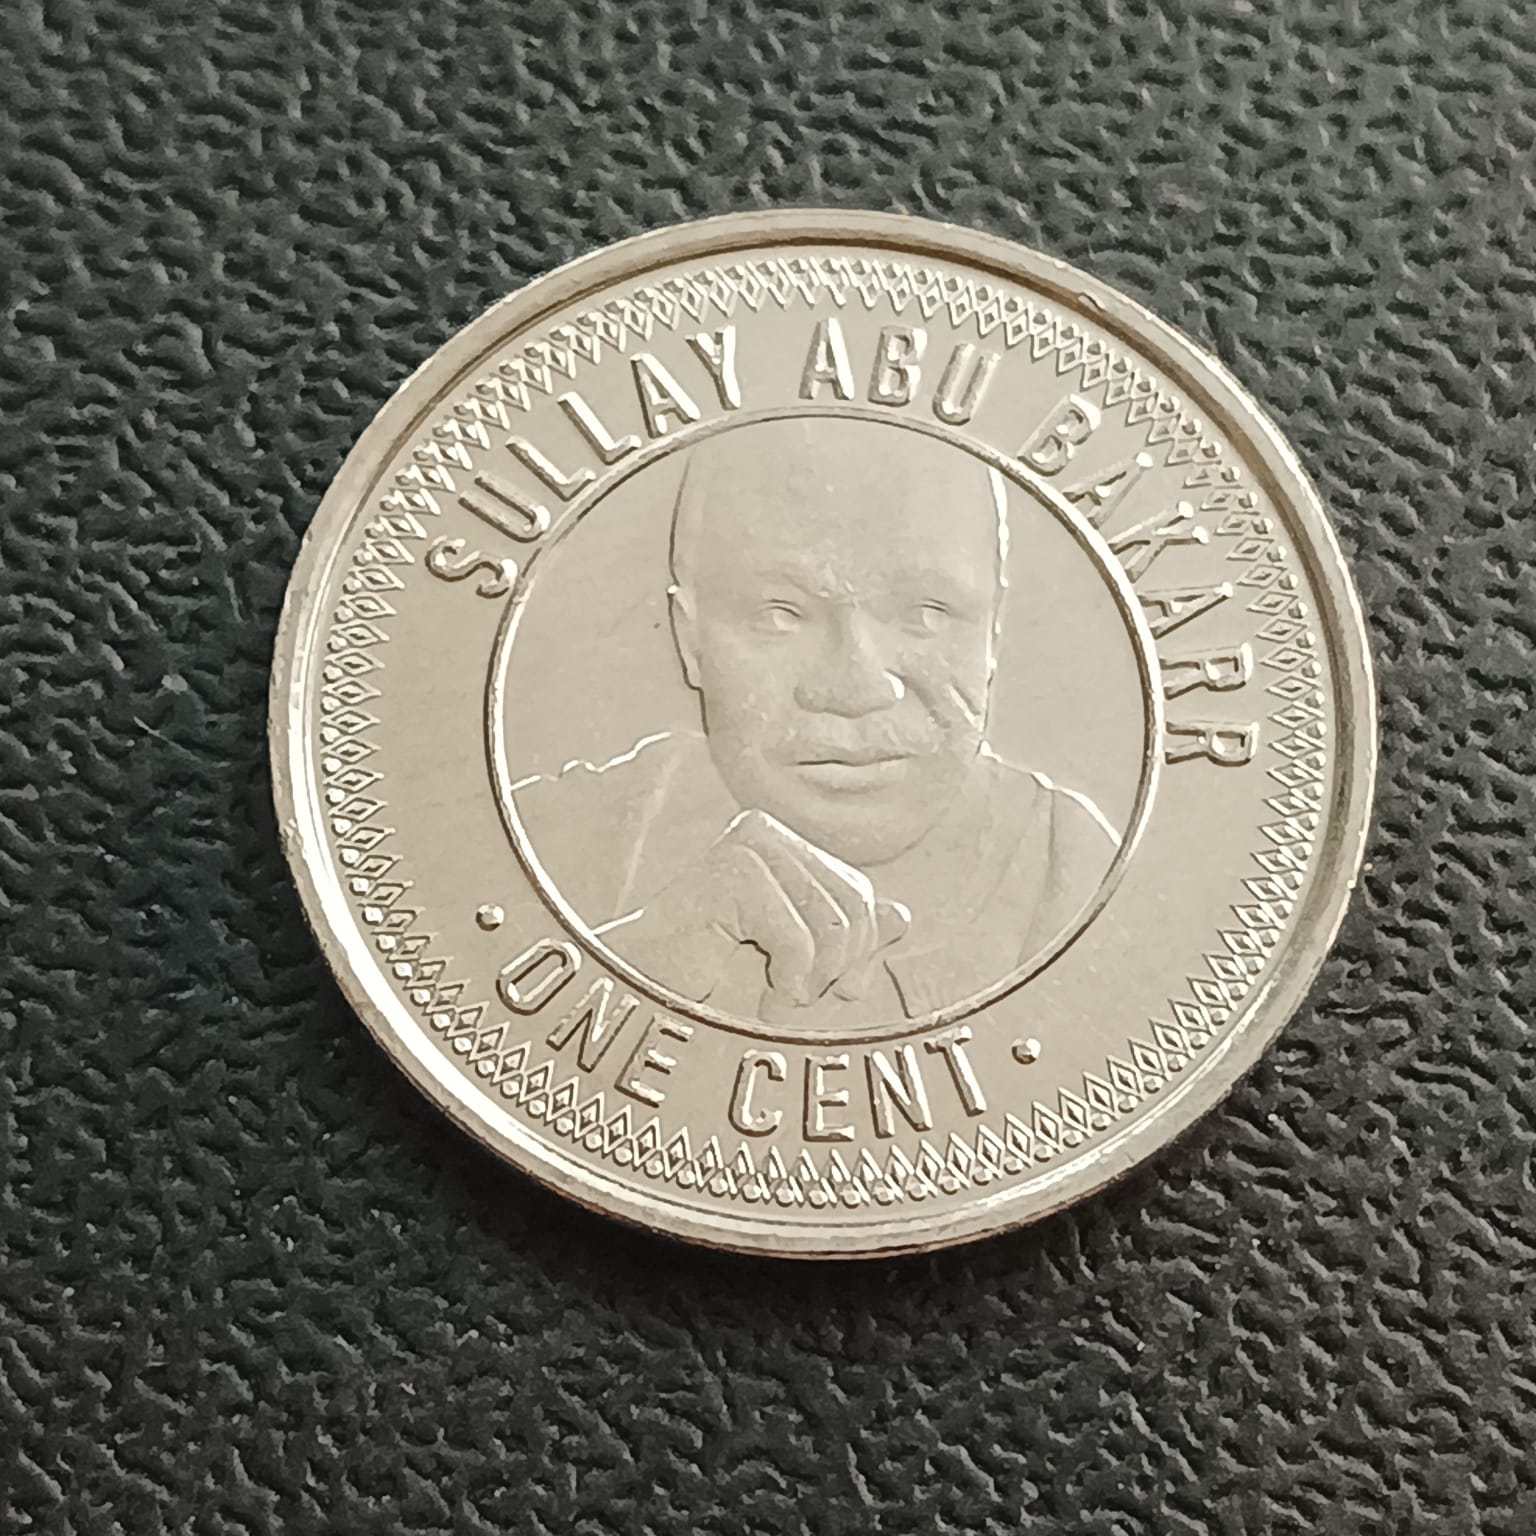 SULLAY ABU BAKARR
• ONE CENT •